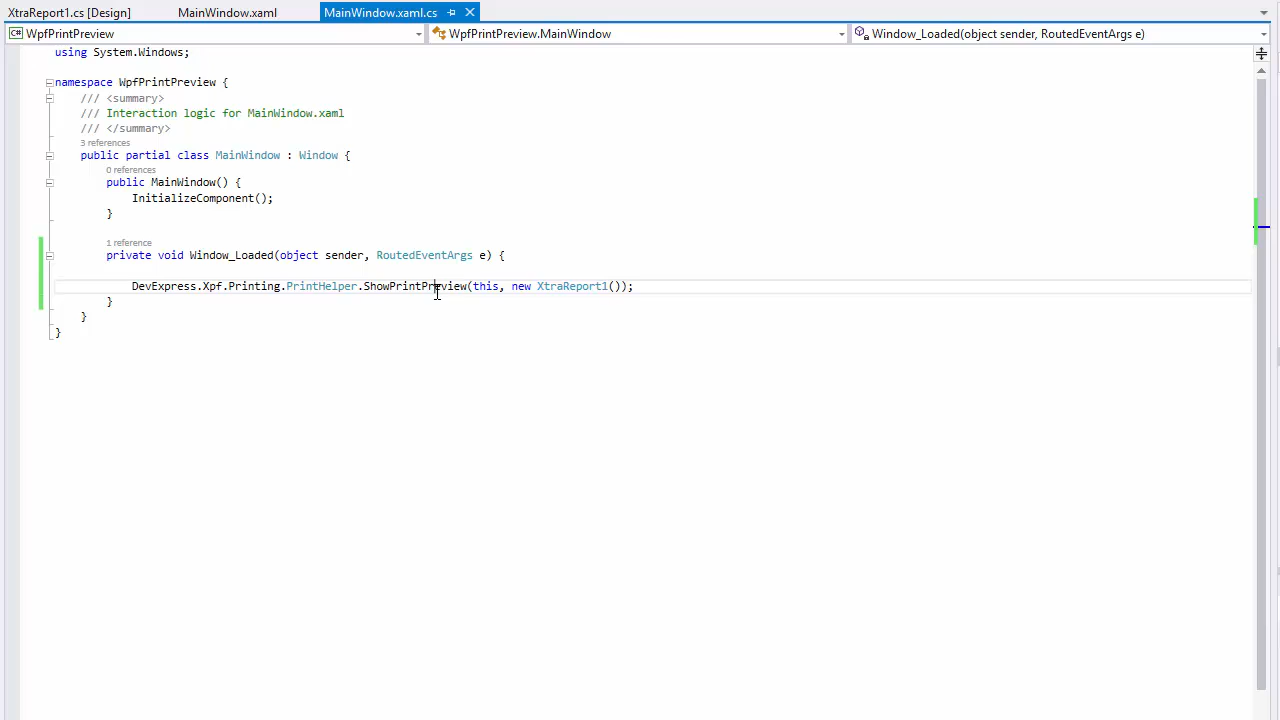 XtraReport1.cs [Design] MainWindow.xaml MainWindow.xaml.cs
C# WpfPrintPreview WpfPrintPreview.MainWindow Window_Loaded(object sender, RoutedEventArgs e)
using System.Windows;
namespace WpfPrintPreview {
/// <summary>
/// Interaction logic for MainWindow.xaml
/// </summary>
3 references
public partial class MainWindow : Window {
0 references
public MainWindow() {
InitializeComponent();
}
1 reference
private void Window_Loaded(object sender, RoutedEventArgs e) {
DevExpress.Xpf.Printing.PrintHelper.ShowPrintPreview(this, new XtraReport1());
}
}
}